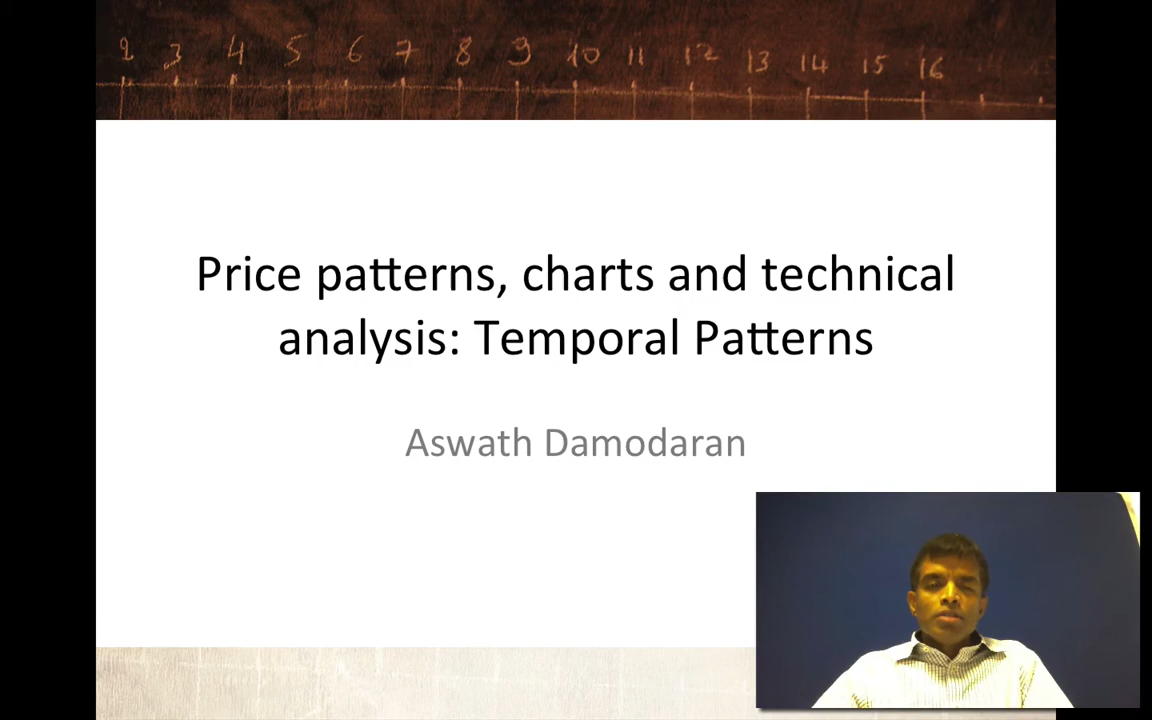 2 3 4 5 6 7 8 9 10 11 12 13 14 15 16
Price patterns, charts and technical
analysis: Temporal Patterns
Aswath Damodaran